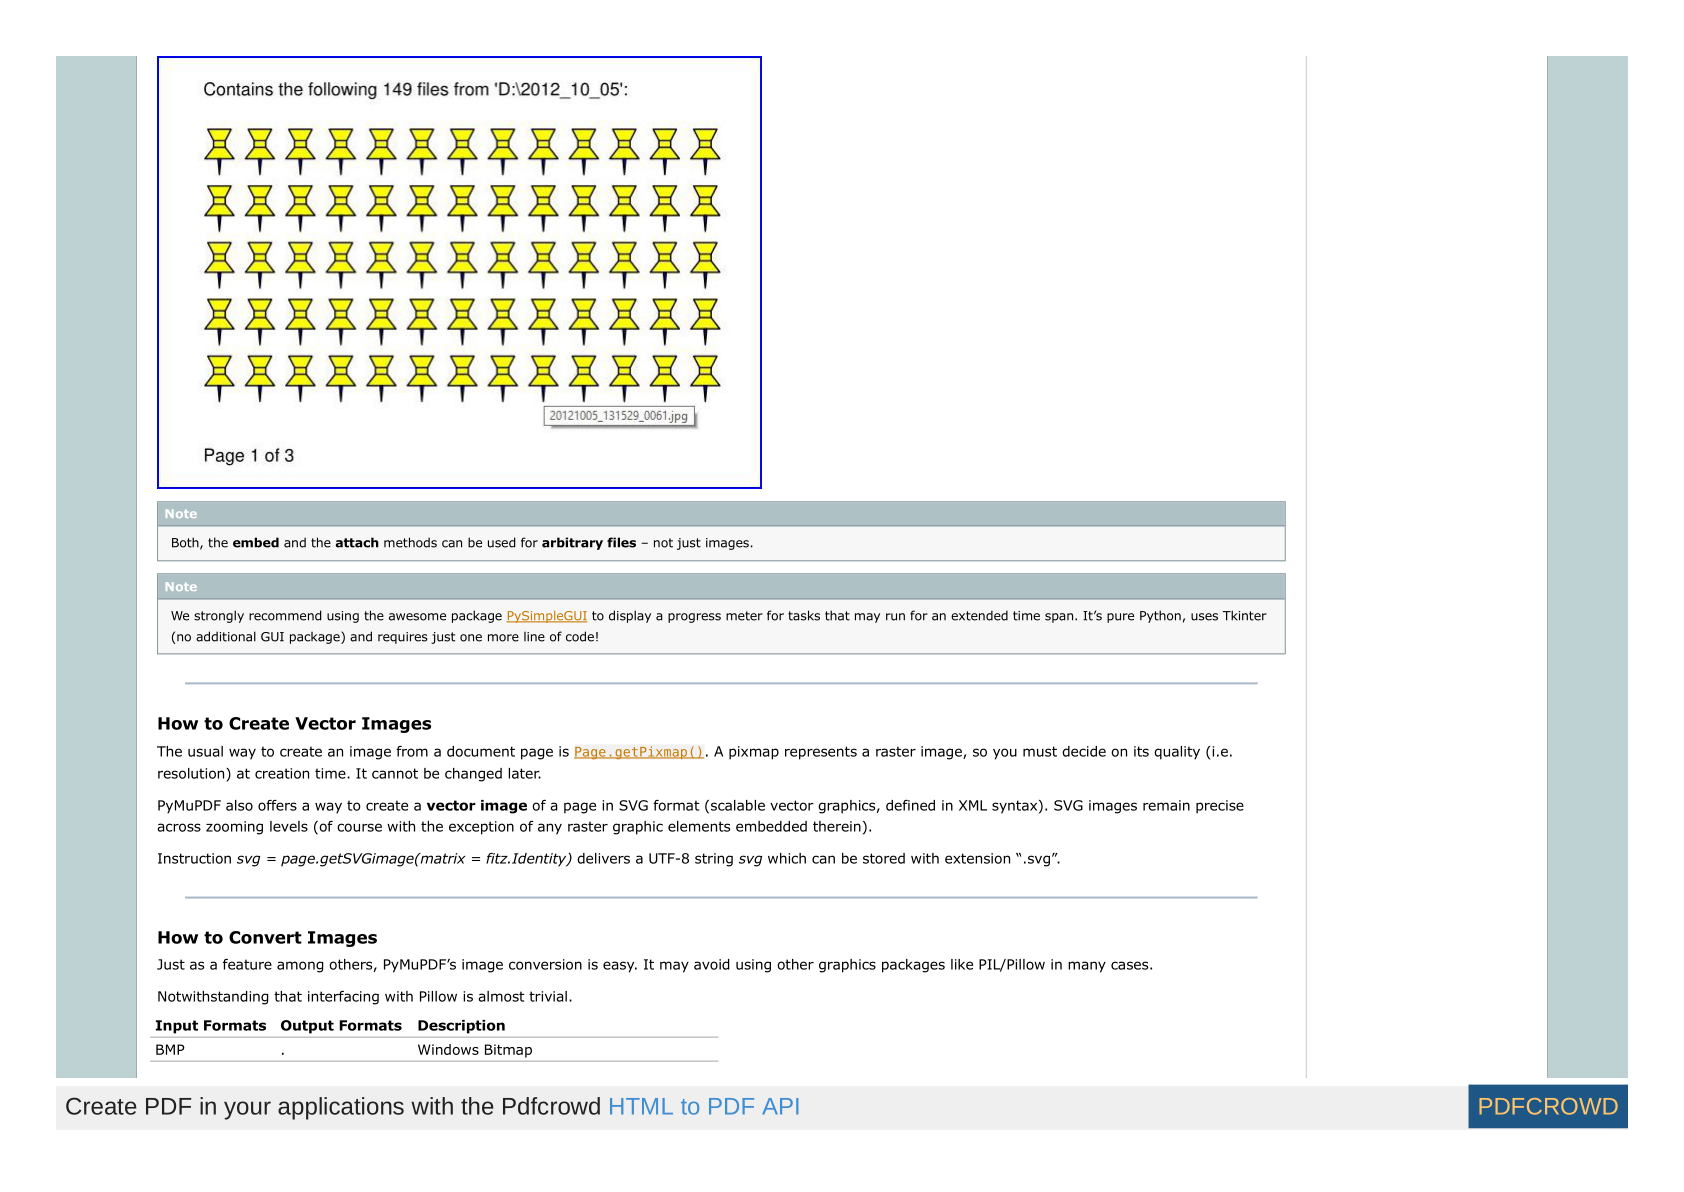 Contains the following 149 files from 'D:\2012_10_05':
20121005_131529_0061.jpg
Page 1 of 3
Note
Both, the embed and the attach methods can be used for arbitrary files – not just images.
Note
We strongly recommend using the awesome package PySimpleGUI to display a progress meter for tasks that may run for an extended time span. It’s pure Python, uses Tkinter
(no additional GUI package) and requires just one more line of code!
How to Create Vector Images
The usual way to create an image from a document page is Page.getPixmap(). A pixmap represents a raster image, so you must decide on its quality (i.e.
resolution) at creation time. It cannot be changed later.
PyMuPDF also offers a way to create a vector image of a page in SVG format (scalable vector graphics, defined in XML syntax). SVG images remain precise
across zooming levels (of course with the exception of any raster graphic elements embedded therein).
Instruction svg = page.getSVGimage(matrix = fitz.Identity) delivers a UTF-8 string svg which can be stored with extension “.svg”.
How to Convert Images
Just as a feature among others, PyMuPDF’s image conversion is easy. It may avoid using other graphics packages like PIL/Pillow in many cases.
Notwithstanding that interfacing with Pillow is almost trivial.
Input Formats Output Formats Description
BMP . Windows Bitmap
Create PDF in your applications with the Pdfcrowd HTML to PDF API PDFCROWD